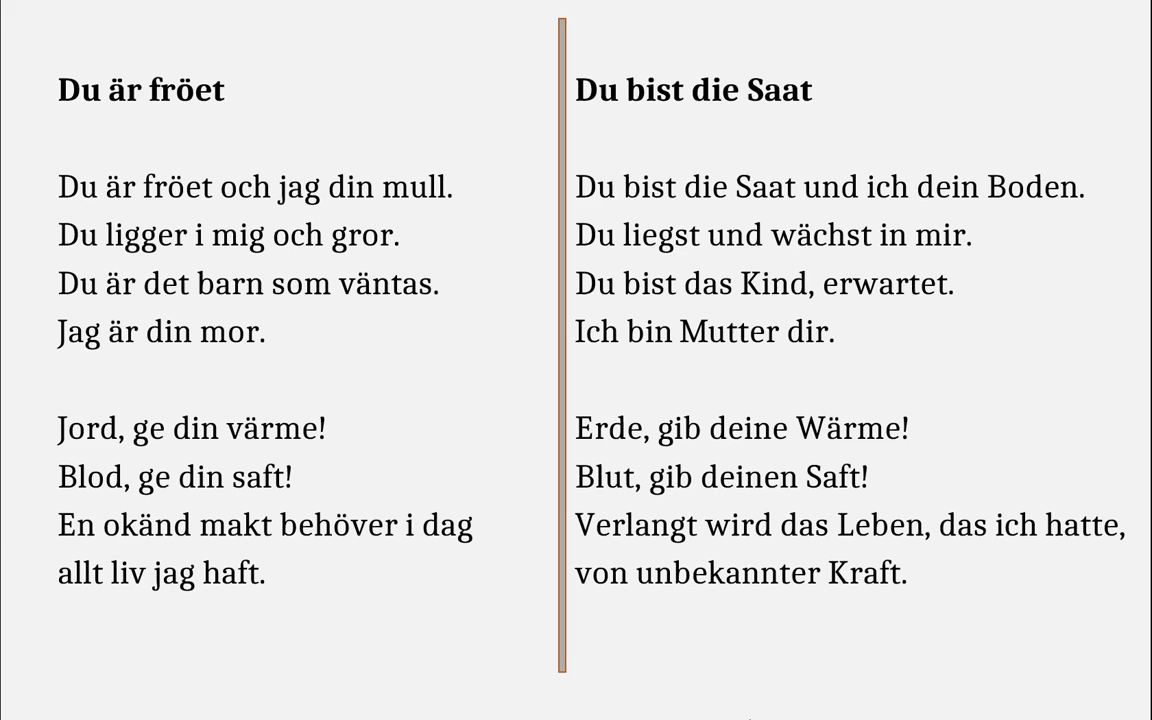 Du är fröet

Du är fröet och jag din mull.
Du ligger i mig och gror.
Du är det barn som väntas.
Jag är din mor.

Jord, ge din värme!
Blod, ge din saft!
En okänd makt behöver i dag
allt liv jag haft.

Du bist die Saat

Du bist die Saat und ich dein Boden.
Du liegst und wächst in mir.
Du bist das Kind, erwartet.
Ich bin Mutter dir.

Erde, gib deine Wärme!
Blut, gib deinen Saft!
Verlangt wird das Leben, das ich hatte,
von unbekannter Kraft.